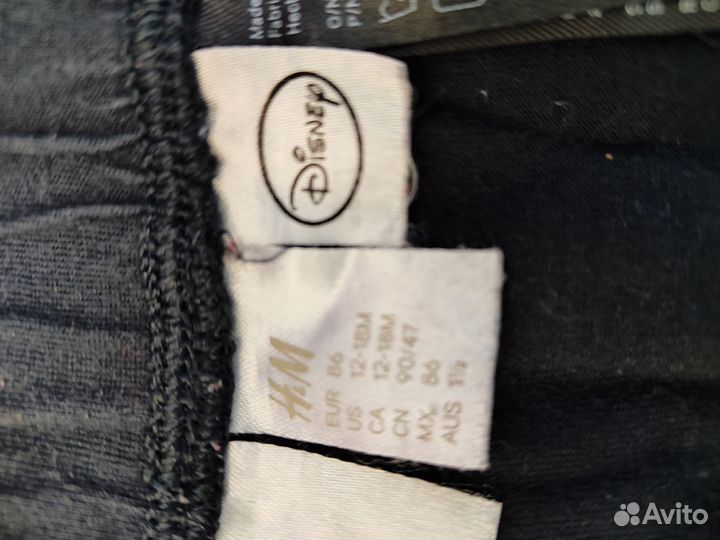 Disney
H&M
EUR 86
US 12-18M
CA 12-18M
CN 90/47
MX 86
AUS 1½
Avito